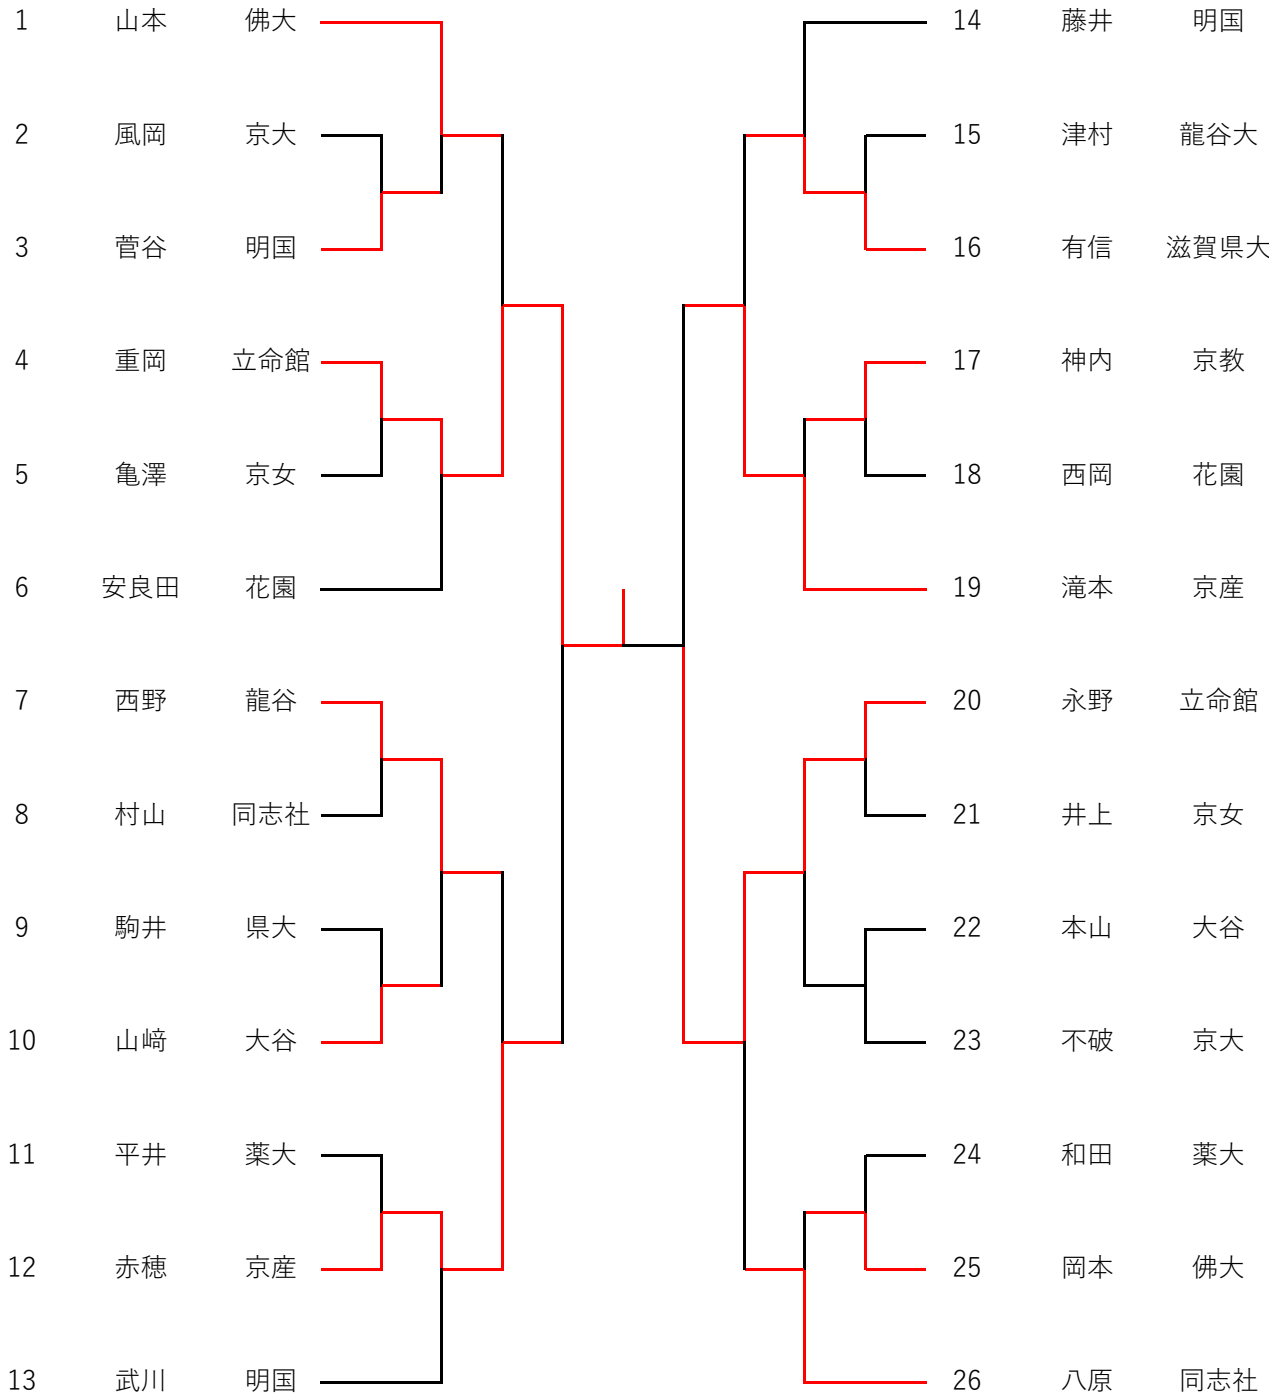 1 山本 佛大
2 風岡 京大
3 菅谷 明国
4 重岡 立命館
5 亀澤 京女
6 安良田 花園
7 西野 龍谷
8 村山 同志社
9 駒井 県大
10 山﨑 大谷
11 平井 薬大
12 赤穂 京産
13 武川 明国
14 藤井 明国
15 津村 龍谷大
16 有信 滋賀県大
17 神内 京教
18 西岡 花園
19 滝本 京産
20 永野 立命館
21 井上 京女
22 本山 大谷
23 不破 京大
24 和田 薬大
25 岡本 佛大
26 八原 同志社